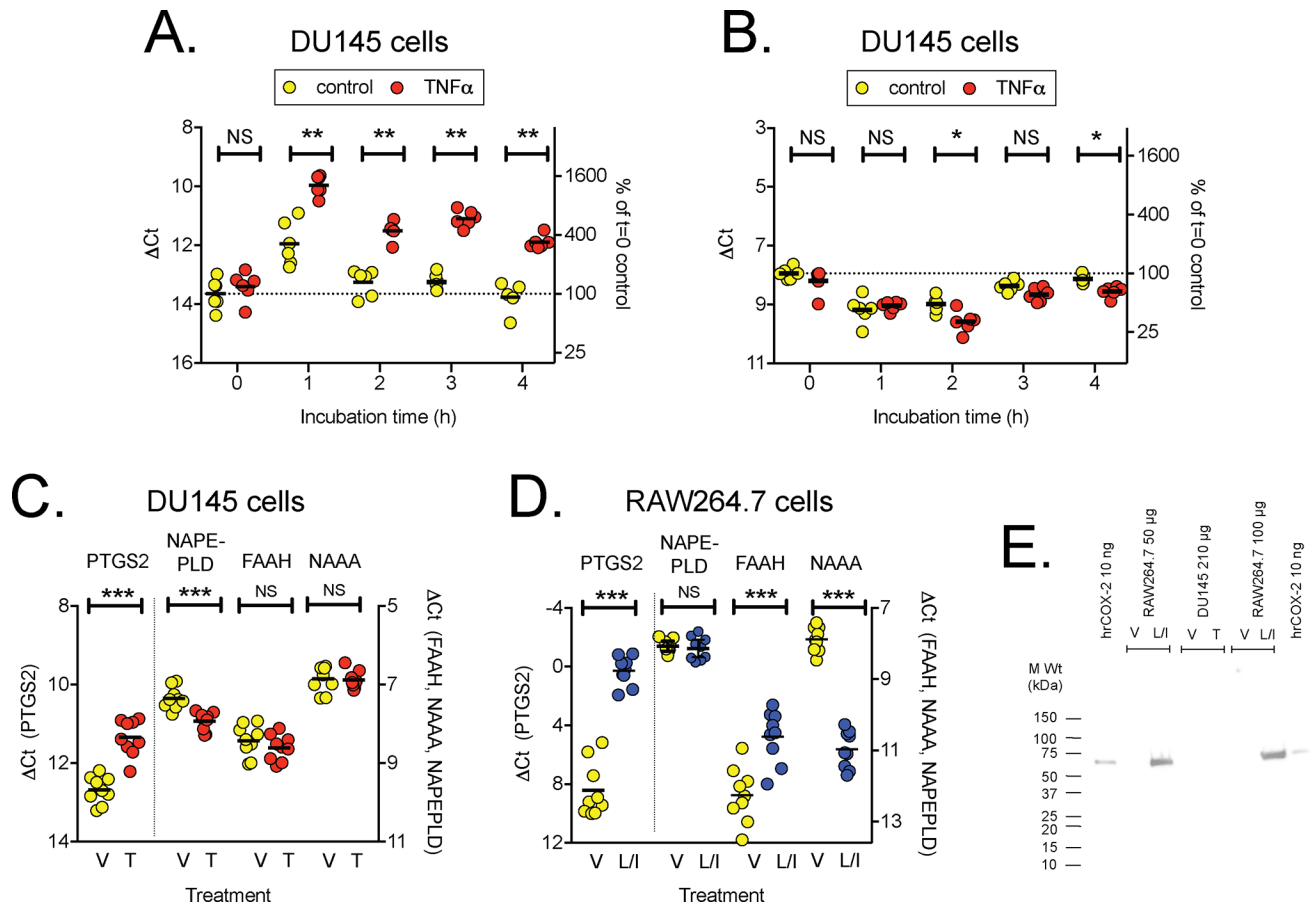 A.
DU145 cells
control TNFα
NS ** ** ** **
8
10
12
14
16
ΔCt
1600
400
100
25
% of t=0 control
0 1 2 3 4
Incubation time (h)
B.
DU145 cells
control TNFα
NS NS * NS *
3
5
7
9
11
ΔCt
1600
400
100
25
% of t=0 control
0 1 2 3 4
Incubation time (h)
C.
DU145 cells
PTGS2 NAPE-PLD FAAH NAAA
*** *** NS NS
8
10
12
14
ΔCt (PTGS2)
5
7
9
11
ΔCt (FAAH, NAAA, NAPEPLD)
V T V T V T V T
Treatment
D.
RAW264.7 cells
PTGS2 NAPE-PLD FAAH NAAA
*** NS *** ***
-4
0
4
8
12
ΔCt (PTGS2)
7
9
11
13
ΔCt (FAAH, NAAA, NAPEPLD)
V L/I V L/I V L/I V L/I
Treatment
E.
hrCOX-2 10 ng
RAW264.7 50 µg
DU145 210 µg
RAW264.7 100 µg
hrCOX-2 10 ng
V L/I V T V L/I
M Wt
(kDa)
150
100
75
50
37
25
20
15
10